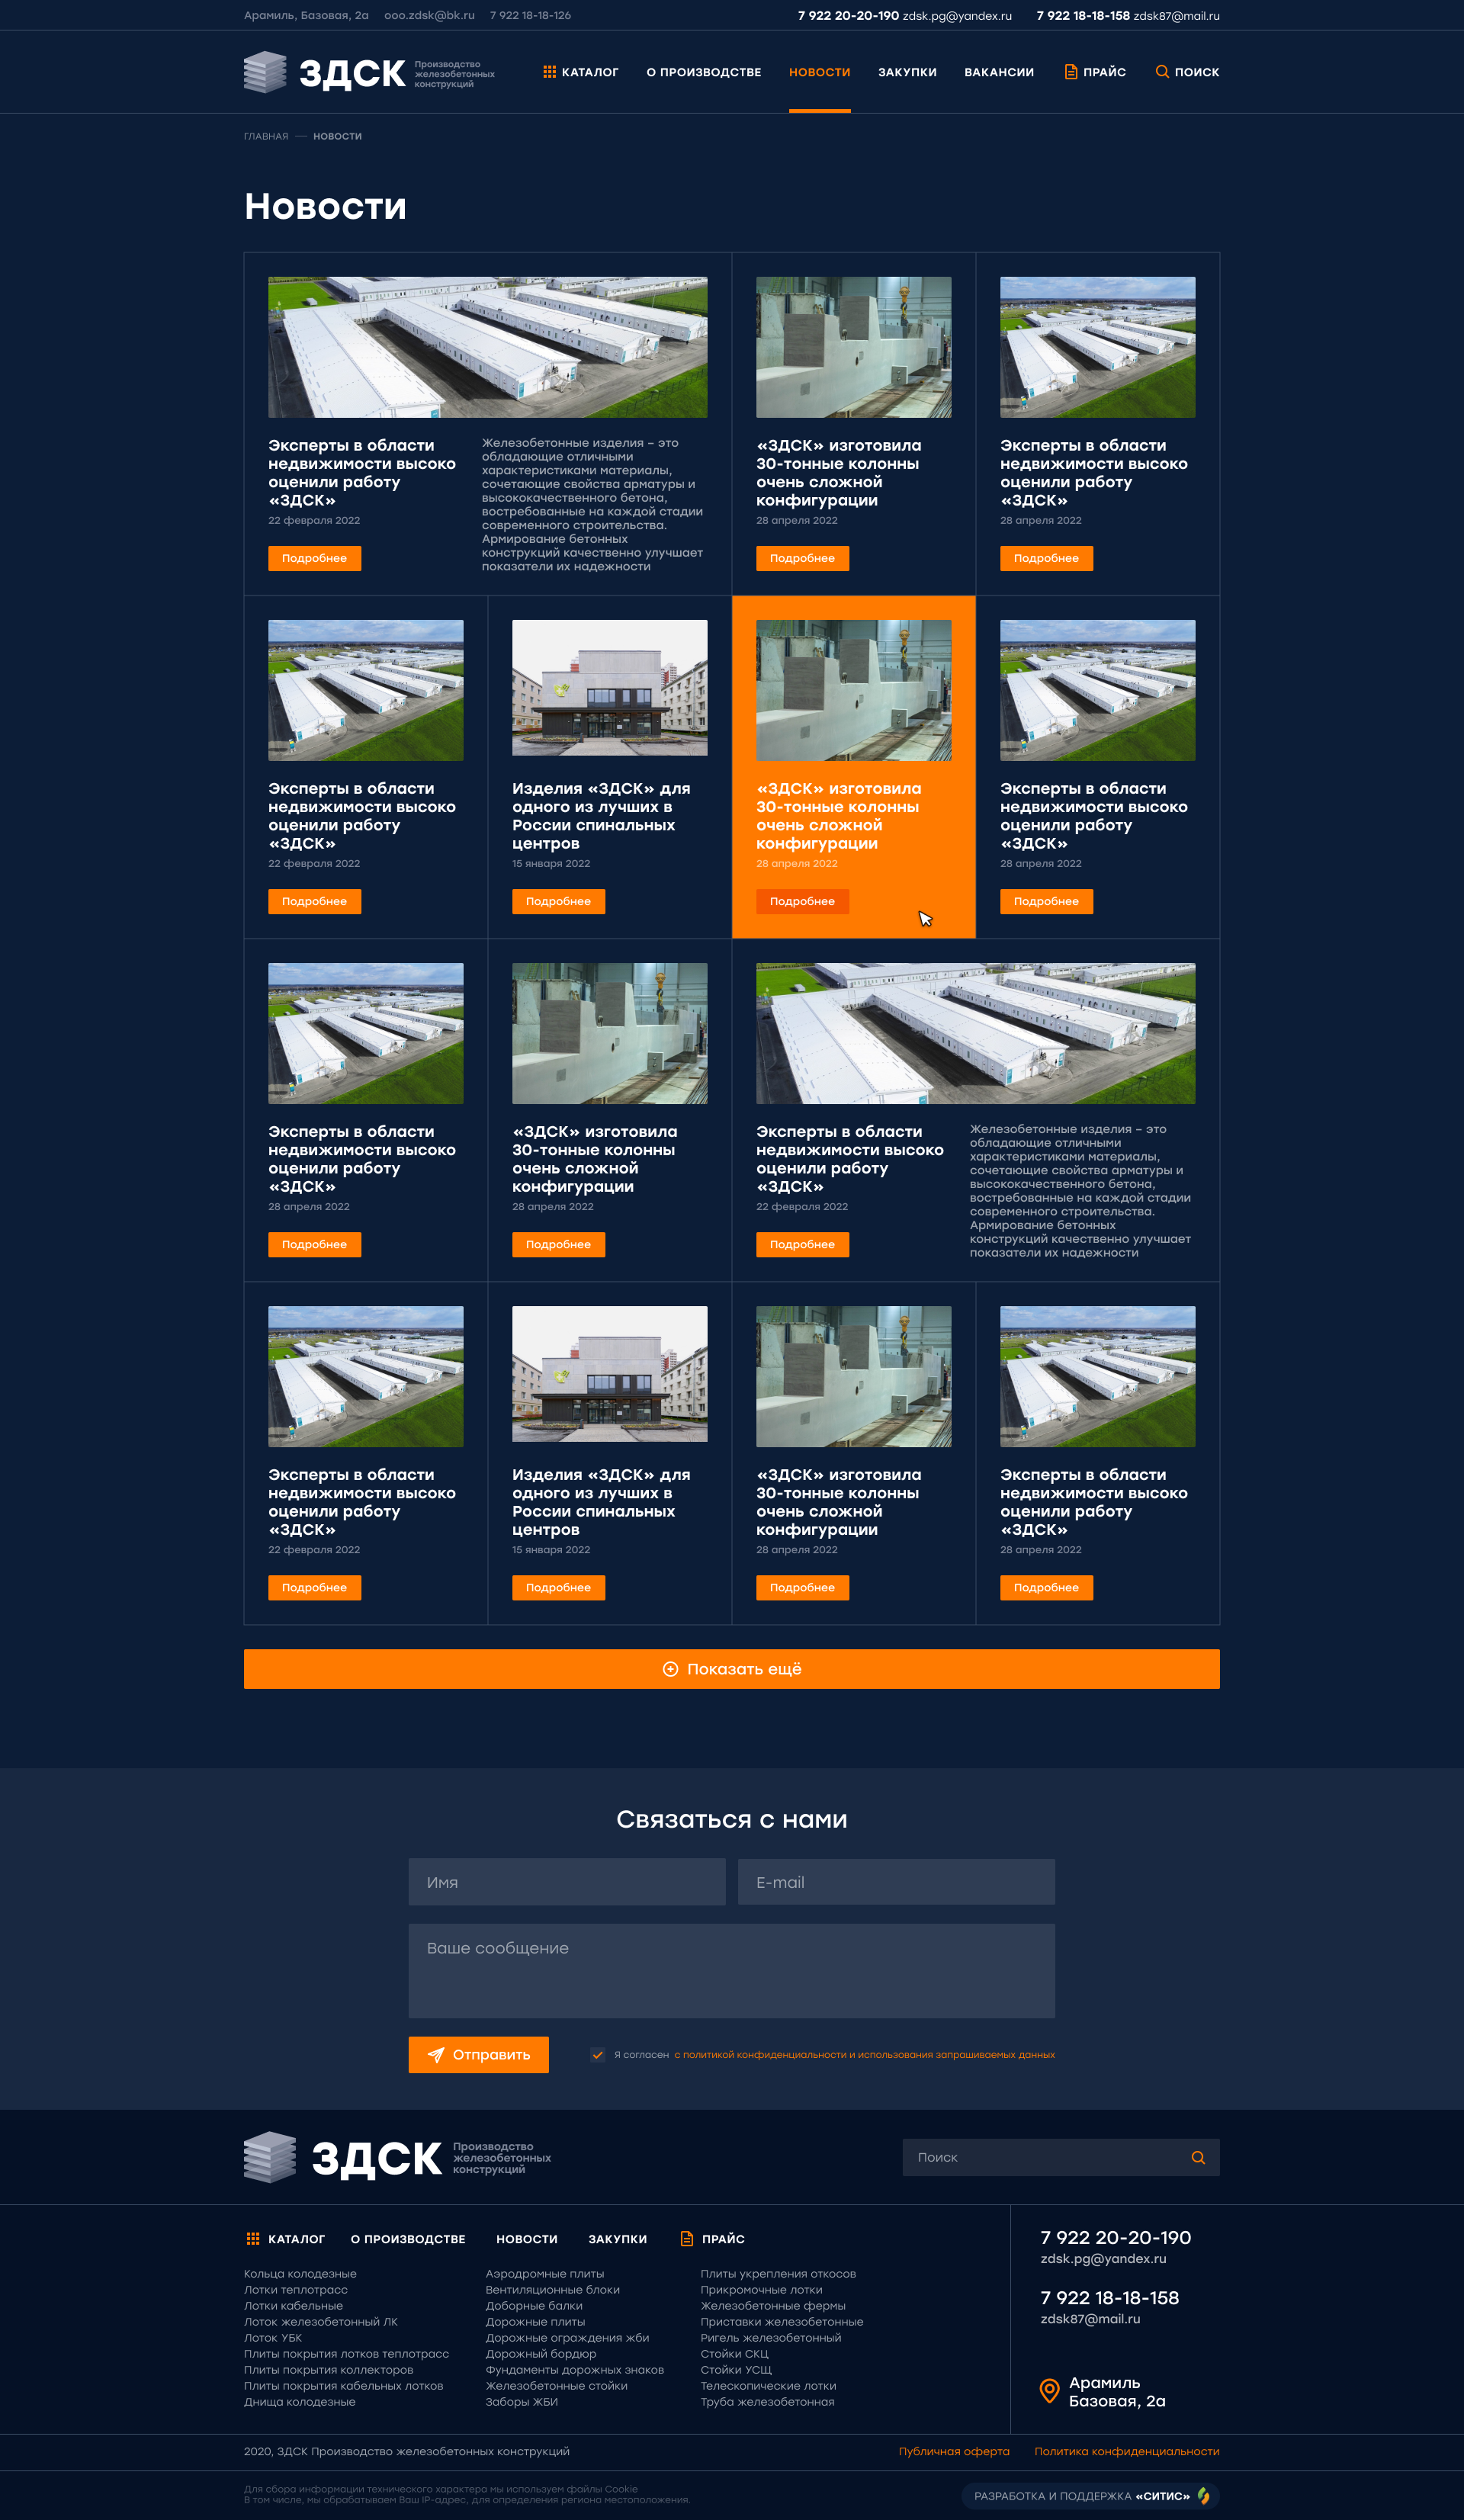 Арамиль, Базовая, 2а ooo.zdsk@bk.ru 7 922 18-18-126 7 922 20-20-190 zdsk.pg@yandex.ru 7 922 18-18-158 zdsk87@mail.ru
ЗДСК
Производство
железобетонных
конструкций
КАТАЛОГ О ПРОИЗВОДСТВЕ НОВОСТИ ЗАКУПКИ ВАКАНСИИ ПРАЙС ПОИСК
ГЛАВНАЯ — НОВОСТИ
Новости
Эксперты в области
недвижимости высоко
оценили работу
«ЗДСК»
22 февраля 2022
Подробнее
Железобетонные изделия – это
обладающие отличными
характеристиками материалы,
сочетающие свойства арматуры и
высококачественного бетона,
востребованные на каждой стадии
современного строительства.
Армирование бетонных
конструкций качественно улучшает
показатели их надежности
«ЗДСК» изготовила
30-тонные колонны
очень сложной
конфигурации
28 апреля 2022
Подробнее
Эксперты в области
недвижимости высоко
оценили работу
«ЗДСК»
28 апреля 2022
Подробнее
Эксперты в области
недвижимости высоко
оценили работу
«ЗДСК»
22 февраля 2022
Подробнее
Изделия «ЗДСК» для
одного из лучших в
России спинальных
центров
15 января 2022
Подробнее
«ЗДСК» изготовила
30-тонные колонны
очень сложной
конфигурации
28 апреля 2022
Подробнее
Эксперты в области
недвижимости высоко
оценили работу
«ЗДСК»
28 апреля 2022
Подробнее
Эксперты в области
недвижимости высоко
оценили работу
«ЗДСК»
28 апреля 2022
Подробнее
«ЗДСК» изготовила
30-тонные колонны
очень сложной
конфигурации
28 апреля 2022
Подробнее
Эксперты в области
недвижимости высоко
оценили работу
«ЗДСК»
22 февраля 2022
Подробнее
Железобетонные изделия – это
обладающие отличными
характеристиками материалы,
сочетающие свойства арматуры и
высококачественного бетона,
востребованные на каждой стадии
современного строительства.
Армирование бетонных
конструкций качественно улучшает
показатели их надежности
Эксперты в области
недвижимости высоко
оценили работу
«ЗДСК»
22 февраля 2022
Подробнее
Изделия «ЗДСК» для
одного из лучших в
России спинальных
центров
15 января 2022
Подробнее
«ЗДСК» изготовила
30-тонные колонны
очень сложной
конфигурации
28 апреля 2022
Подробнее
Эксперты в области
недвижимости высоко
оценили работу
«ЗДСК»
28 апреля 2022
Подробнее
Показать ещё
Связаться с нами
Имя
E-mail
Ваше сообщение
Отправить
Я согласен с политикой конфиденциальности и использования запрашиваемых данных
ЗДСК
Производство
железобетонных
конструкций
Поиск
КАТАЛОГ О ПРОИЗВОДСТВЕ НОВОСТИ ЗАКУПКИ ПРАЙС
Кольца колодезные
Лотки теплотрасс
Лотки кабельные
Лоток железобетонный ЛК
Лоток УБК
Плиты покрытия лотков теплотрасс
Плиты покрытия коллекторов
Плиты покрытия кабельных лотков
Днища колодезные
Аэродромные плиты
Вентиляционные блоки
Доборные балки
Дорожные плиты
Дорожные ограждения жби
Дорожный бордюр
Фундаменты дорожных знаков
Железобетонные стойки
Заборы ЖБИ
Плиты укрепления откосов
Прикромочные лотки
Железобетонные фермы
Приставки железобетонные
Ригель железобетонный
Стойки СКЦ
Стойки УСЩ
Телескопические лотки
Труба железобетонная
7 922 20-20-190
zdsk.pg@yandex.ru
7 922 18-18-158
zdsk87@mail.ru
Арамиль
Базовая, 2а
2020, ЗДСК Производство железобетонных конструкций
Публичная оферта Политика конфиденциальности
Для сбора информации технического характера мы используем файлы Cookie
В том числе, мы обрабатываем Ваш IP-адрес, для определения региона местоположения.
РАЗРАБОТКА И ПОДДЕРЖКА «СИТИС»